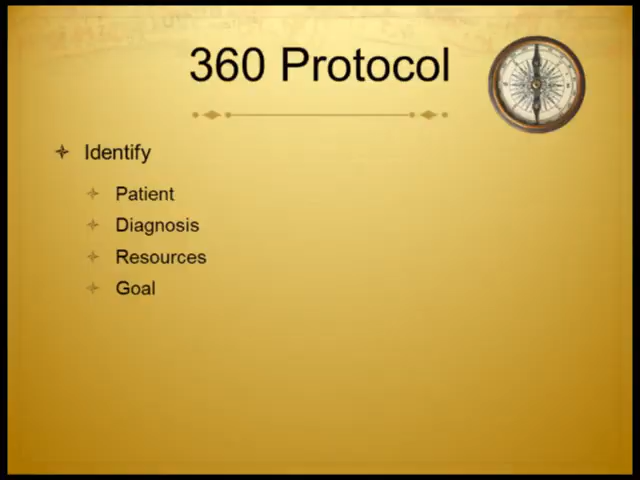 360 Protocol
Identify
Patient
Diagnosis
Resources
Goal